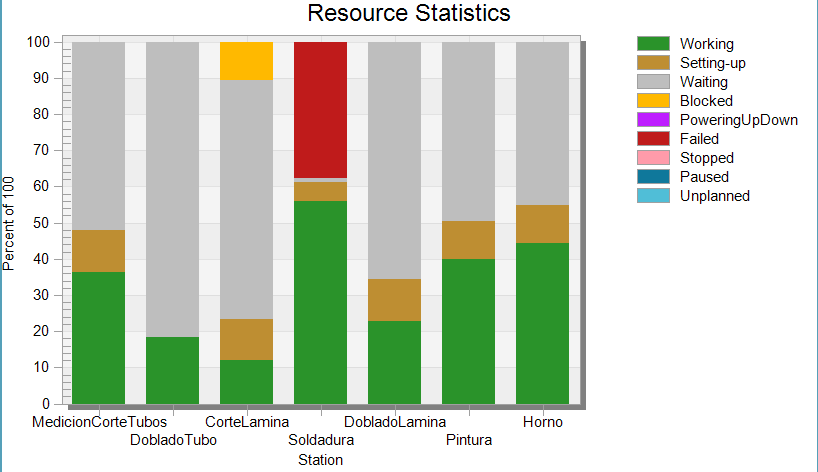 Resource Statistics
Percent of 100
100
90
80
70
60
50
40
30
20
10
0
MedicionCorteTubos
DobladoTubo
CorteLamina
Soldadura
DobladoLamina
Pintura
Horno
Station
Working
Setting-up
Waiting
Blocked
PoweringUpDown
Failed
Stopped
Paused
Unplanned